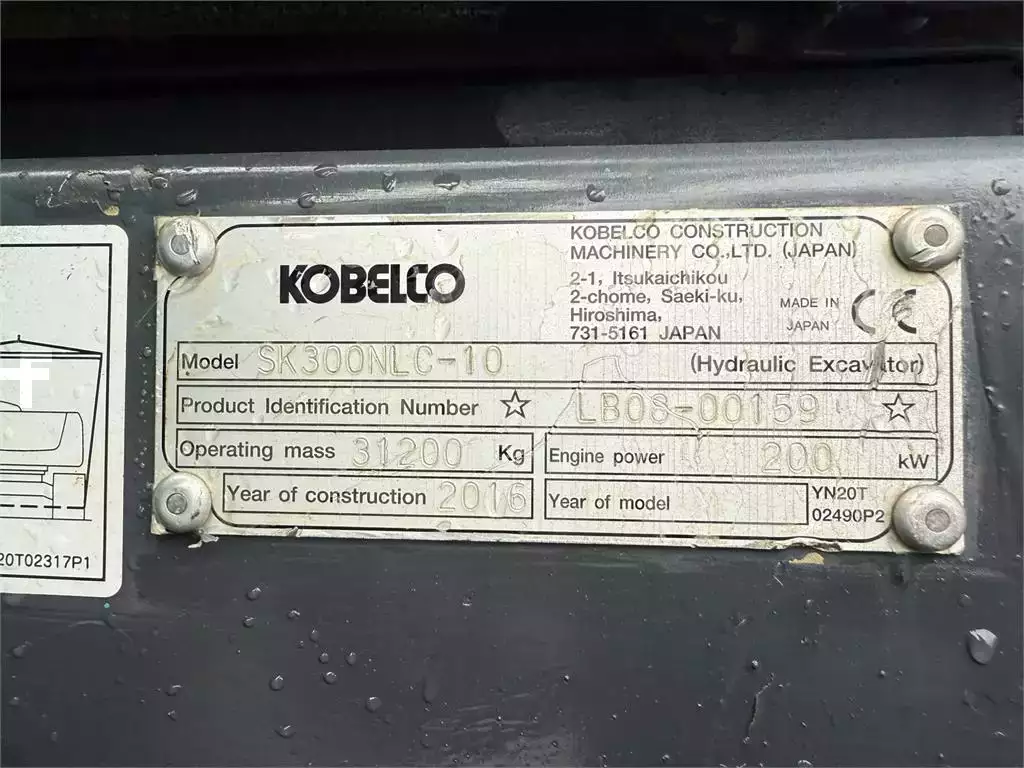 KOBELCO
KOBELCO CONSTRUCTION
MACHINERY CO.,LTD. (JAPAN)
2-1, Itsukaichikou
2-chome, Saeki-ku,
Hiroshima,
731-5161 JAPAN
MADE IN
JAPAN
CE
Model SK300NLC-10 (Hydraulic Excavator)
Product Identification Number ☆ LB08-00159 ☆
Operating mass 31200 Kg
Engine power 200 kW
Year of construction 2016
Year of model
YN20T
02490P2
20T02317P1